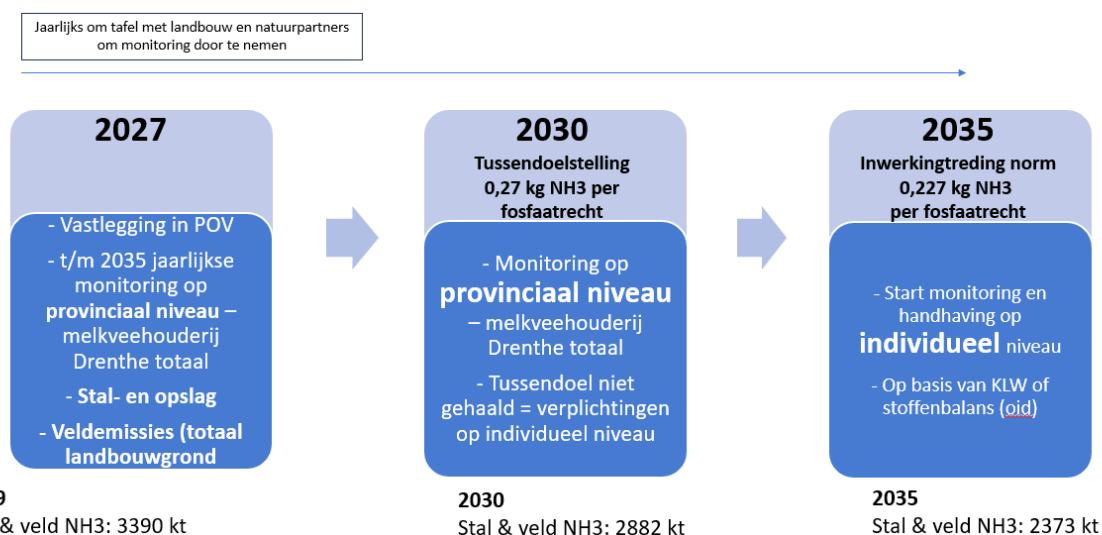 Jaarlijks om tafel met landbouw en natuurpartners
om monitoring door te nemen
2027
- Vastlegging in POV
- t/m 2035 jaarlijkse
monitoring op
provinciaal niveau –
melkveehouderij
Drenthe totaal
- Stal- en opslag
- Veldemissies (totaal
landbouwgrond
2030
Tussendoelstelling
0,27 kg NH3 per
fosfaatrecht
- Monitoring op
provinciaal niveau
– melkveehouderij
Drenthe totaal
- Tussendoel niet
gehaald = verplichtingen
op individueel niveau
2035
Inwerkingtreding norm
0,227 kg NH3
per fosfaatrecht
- Start monitoring en
handhaving op
individueel niveau
- Op basis van KLW of
stoffenbalans (oid)
9
& veld NH3: 3390 kt
2030
Stal & veld NH3: 2882 kt
2035
Stal & veld NH3: 2373 kt